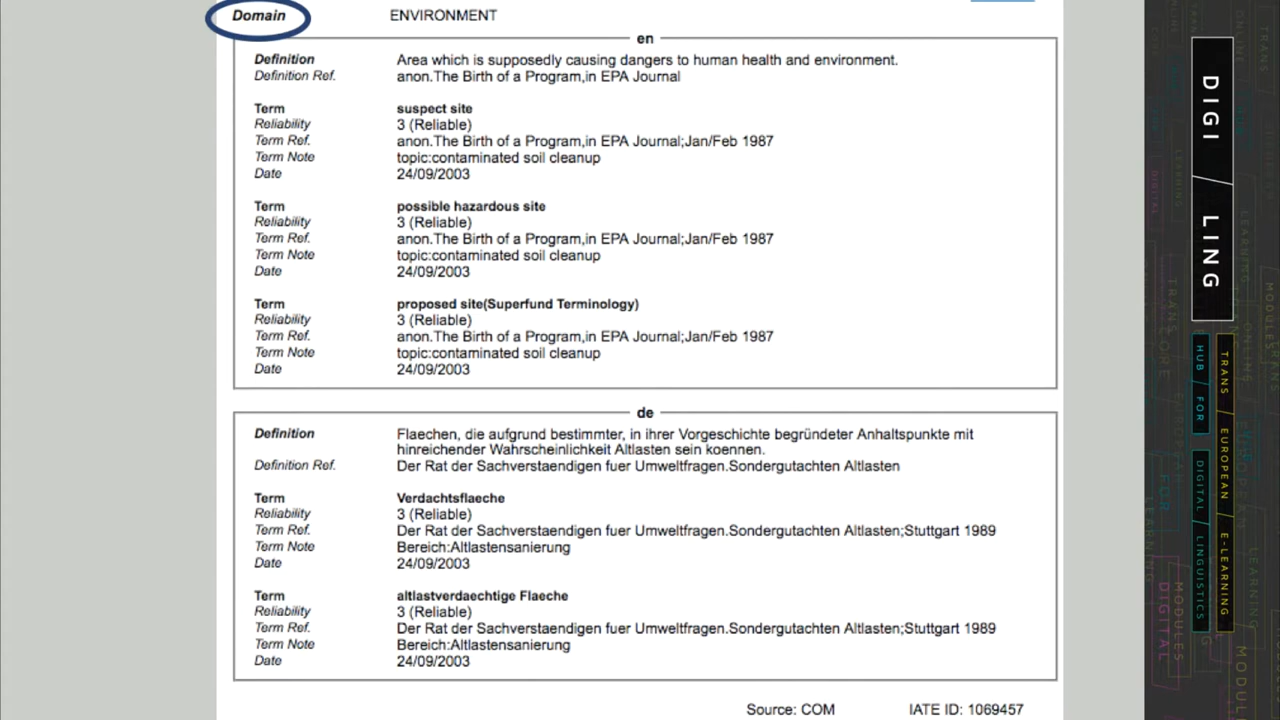 Domain ENVIRONMENT
en
Definition Area which is supposedly causing dangers to human health and environment.
Definition Ref. anon.The Birth of a Program,in EPA Journal
Term suspect site
Reliability 3 (Reliable)
Term Ref. anon.The Birth of a Program,in EPA Journal;Jan/Feb 1987
Term Note topic:contaminated soil cleanup
Date 24/09/2003
Term possible hazardous site
Reliability 3 (Reliable)
Term Ref. anon.The Birth of a Program,in EPA Journal;Jan/Feb 1987
Term Note topic:contaminated soil cleanup
Date 24/09/2003
Term proposed site(Superfund Terminology)
Reliability 3 (Reliable)
Term Ref. anon.The Birth of a Program,in EPA Journal;Jan/Feb 1987
Term Note topic:contaminated soil cleanup
Date 24/09/2003
de
Definition Flaechen, die aufgrund bestimmter, in ihrer Vorgeschichte begründeter Anhaltspunkte mit
hinreichender Wahrscheinlichkeit Altlasten sein koennen.
Definition Ref. Der Rat der Sachverstaendigen fuer Umweltfragen.Sondergutachten Altlasten
Term Verdachtsflaeche
Reliability 3 (Reliable)
Term Ref. Der Rat der Sachverstaendigen fuer Umweltfragen.Sondergutachten Altlasten;Stuttgart 1989
Term Note Bereich:Altlastensanierung
Date 24/09/2003
Term altlastverdaechtige Flaeche
Reliability 3 (Reliable)
Term Ref. Der Rat der Sachverstaendigen fuer Umweltfragen.Sondergutachten Altlasten;Stuttgart 1989
Term Note Bereich:Altlastensanierung
Date 24/09/2003
Source: COM IATE ID: 1069457
DIGI / LING
HUB / FOR / DIGITAL / LINGUISTICS
TRANS / EUROPEAN / E-LEARNING